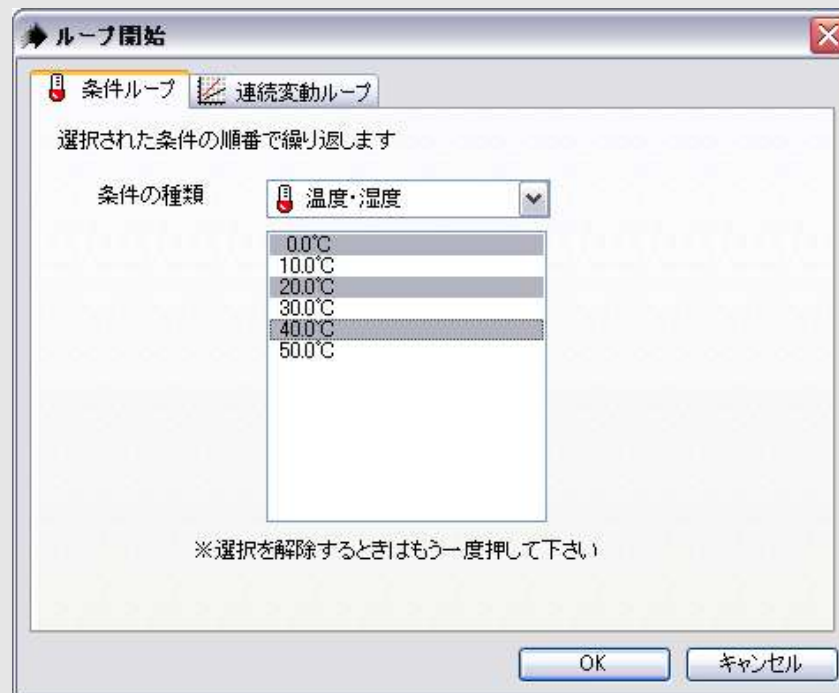 ループ開始
条件ループ 連続変動ループ
選択された条件の順番で繰り返します
条件の種類 温度・湿度
0.0℃
10.0℃
20.0℃
30.0℃
40.0℃
50.0℃
※選択を解除するときはもう一度押して下さい
OK キャンセル